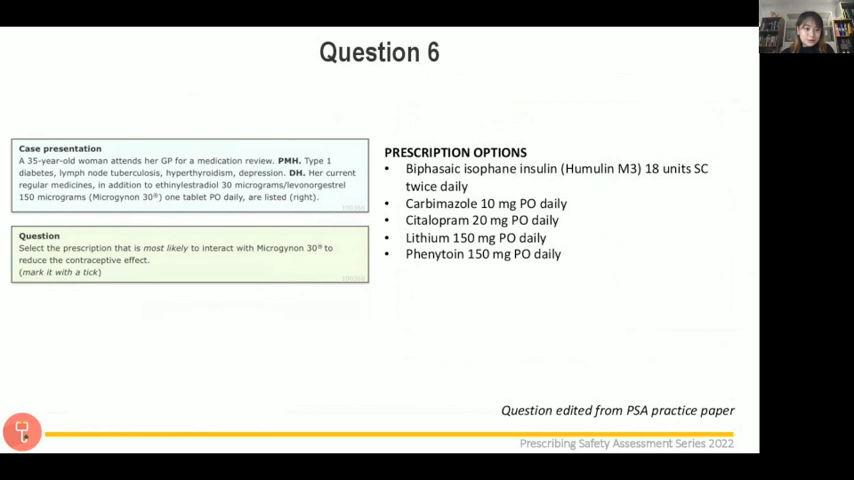 Question 6
Case presentation
A 35-year-old woman attends her GP for a medication review. PMH. Type 1
diabetes, lymph node tuberculosis, hyperthyroidism, depression. DH. Her current
regular medicines, in addition to ethinylestradiol 30 micrograms/levonorgestrel
150 micrograms (Microgynon 30®) one tablet PO daily, are listed (right).
Question
Select the prescription that is most likely to interact with Microgynon 30® to
reduce the contraceptive effect.
(mark it with a tick)
PRESCRIPTION OPTIONS
• Biphasaic isophane insulin (Humulin M3) 18 units SC
twice daily
• Carbimazole 10 mg PO daily
• Citalopram 20 mg PO daily
• Lithium 150 mg PO daily
• Phenytoin 150 mg PO daily
Question edited from PSA practice paper
Prescribing Safety Assessment Series 2022